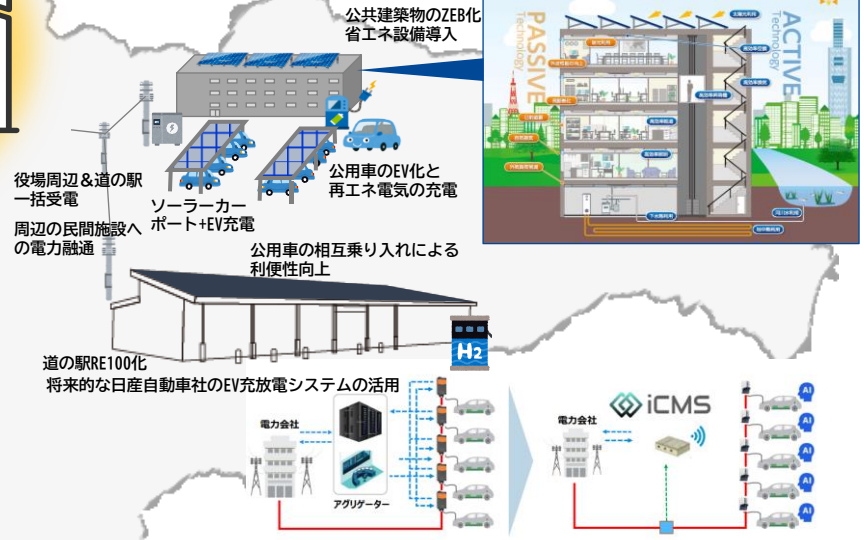 公共建築物のZEB化
省エネ設備導入
PASSIVE
Technology
ACTIVE
Technology
役場周辺&道の駅
一括受電
周辺の民間施設へ
の電力融通
ソーラーカー
ポート+EV充電
公用車のEV化と
再エネ電気の充電
公用車の相互乗り入れによる
利便性向上
H2
道の駅RE100化
将来的な日産自動車社のEV充放電システムの活用
電力会社
アグリゲーター
電力会社
iCMS
AI
AI
AI
AI
AI